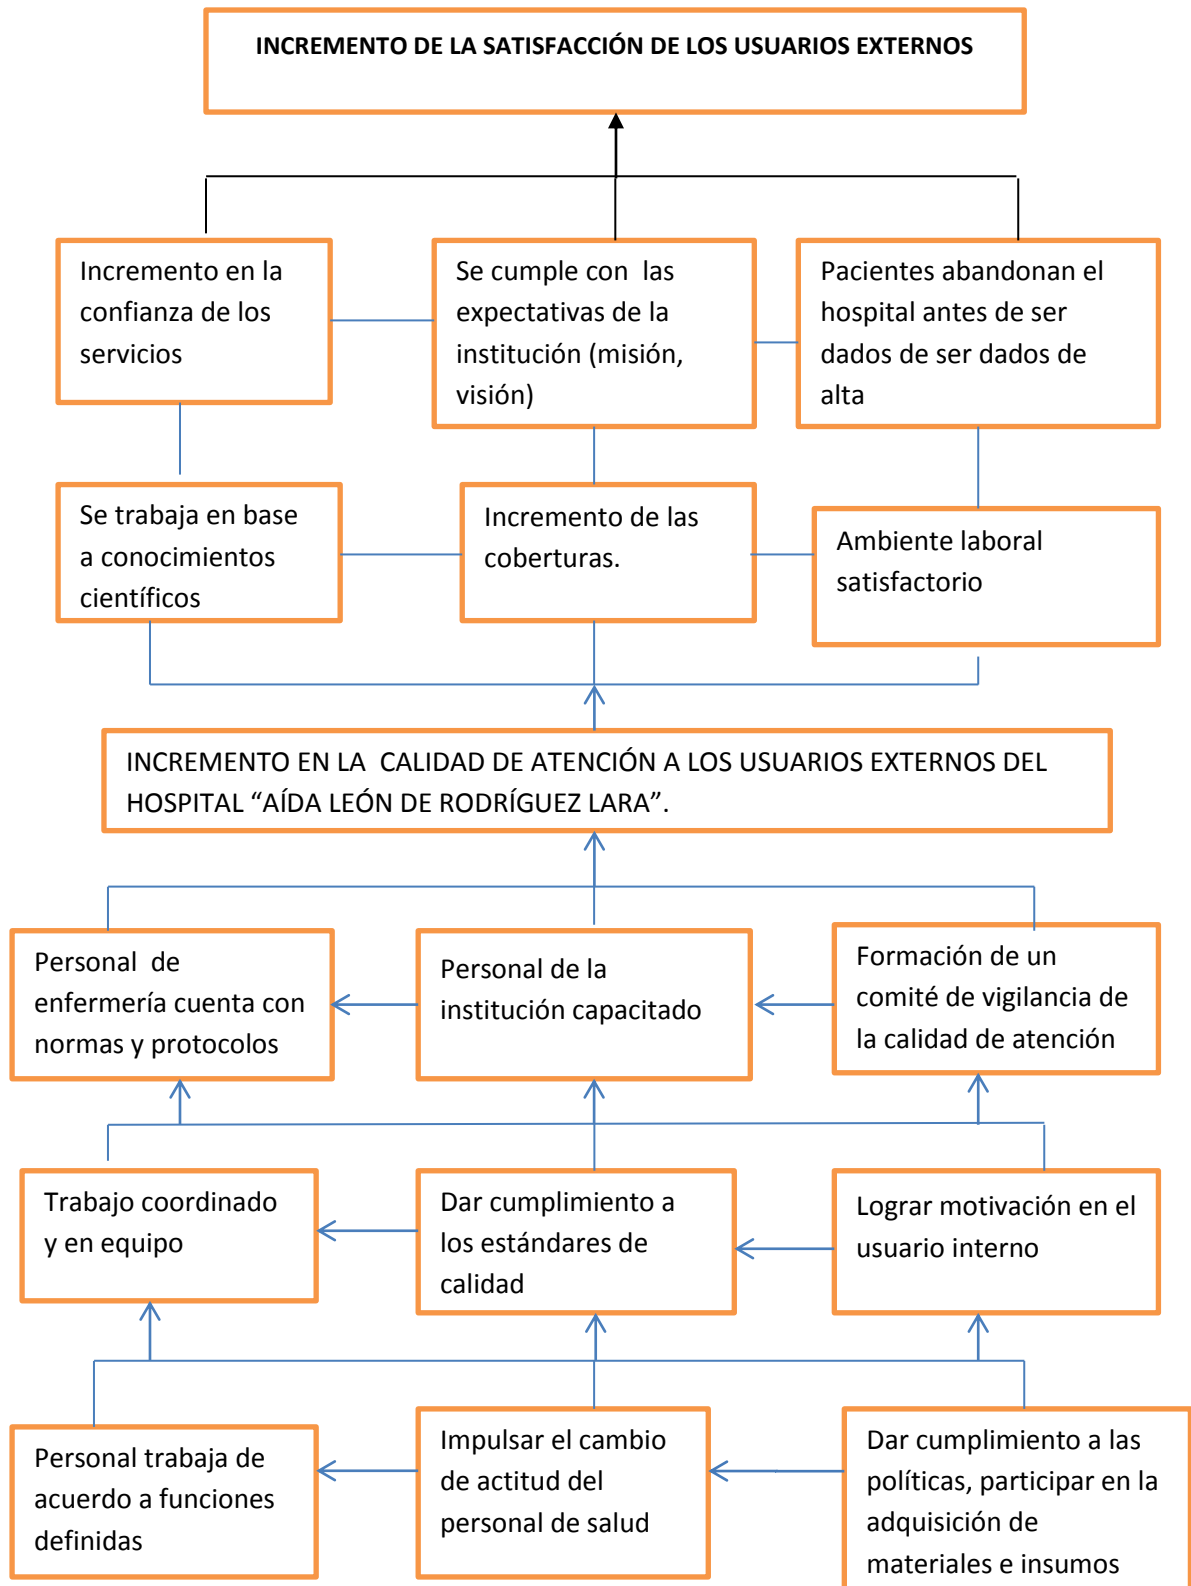 INCREMENTO DE LA SATISFACCIÓN DE LOS USUARIOS EXTERNOS
Incremento en la
confianza de los
servicios
Se cumple con las
expectativas de la
institución (misión,
visión)
Pacientes abandonan el
hospital antes de ser
dados de ser dados de
alta
Se trabaja en base
a conocimientos
científicos
Incremento de las
coberturas.
Ambiente laboral
satisfactorio
INCREMENTO EN LA CALIDAD DE ATENCIÓN A LOS USUARIOS EXTERNOS DEL
HOSPITAL “AÍDA LEÓN DE RODRÍGUEZ LARA”.
Personal de
enfermería cuenta con
normas y protocolos
Personal de la
institución capacitado
Formación de un
comité de vigilancia de
la calidad de atención
Trabajo coordinado
y en equipo
Dar cumplimiento a
los estándares de
calidad
Lograr motivación en el
usuario interno
Personal trabaja de
acuerdo a funciones
definidas
Impulsar el cambio
de actitud del
personal de salud
Dar cumplimiento a las
políticas, participar en la
adquisición de
materiales e insumos